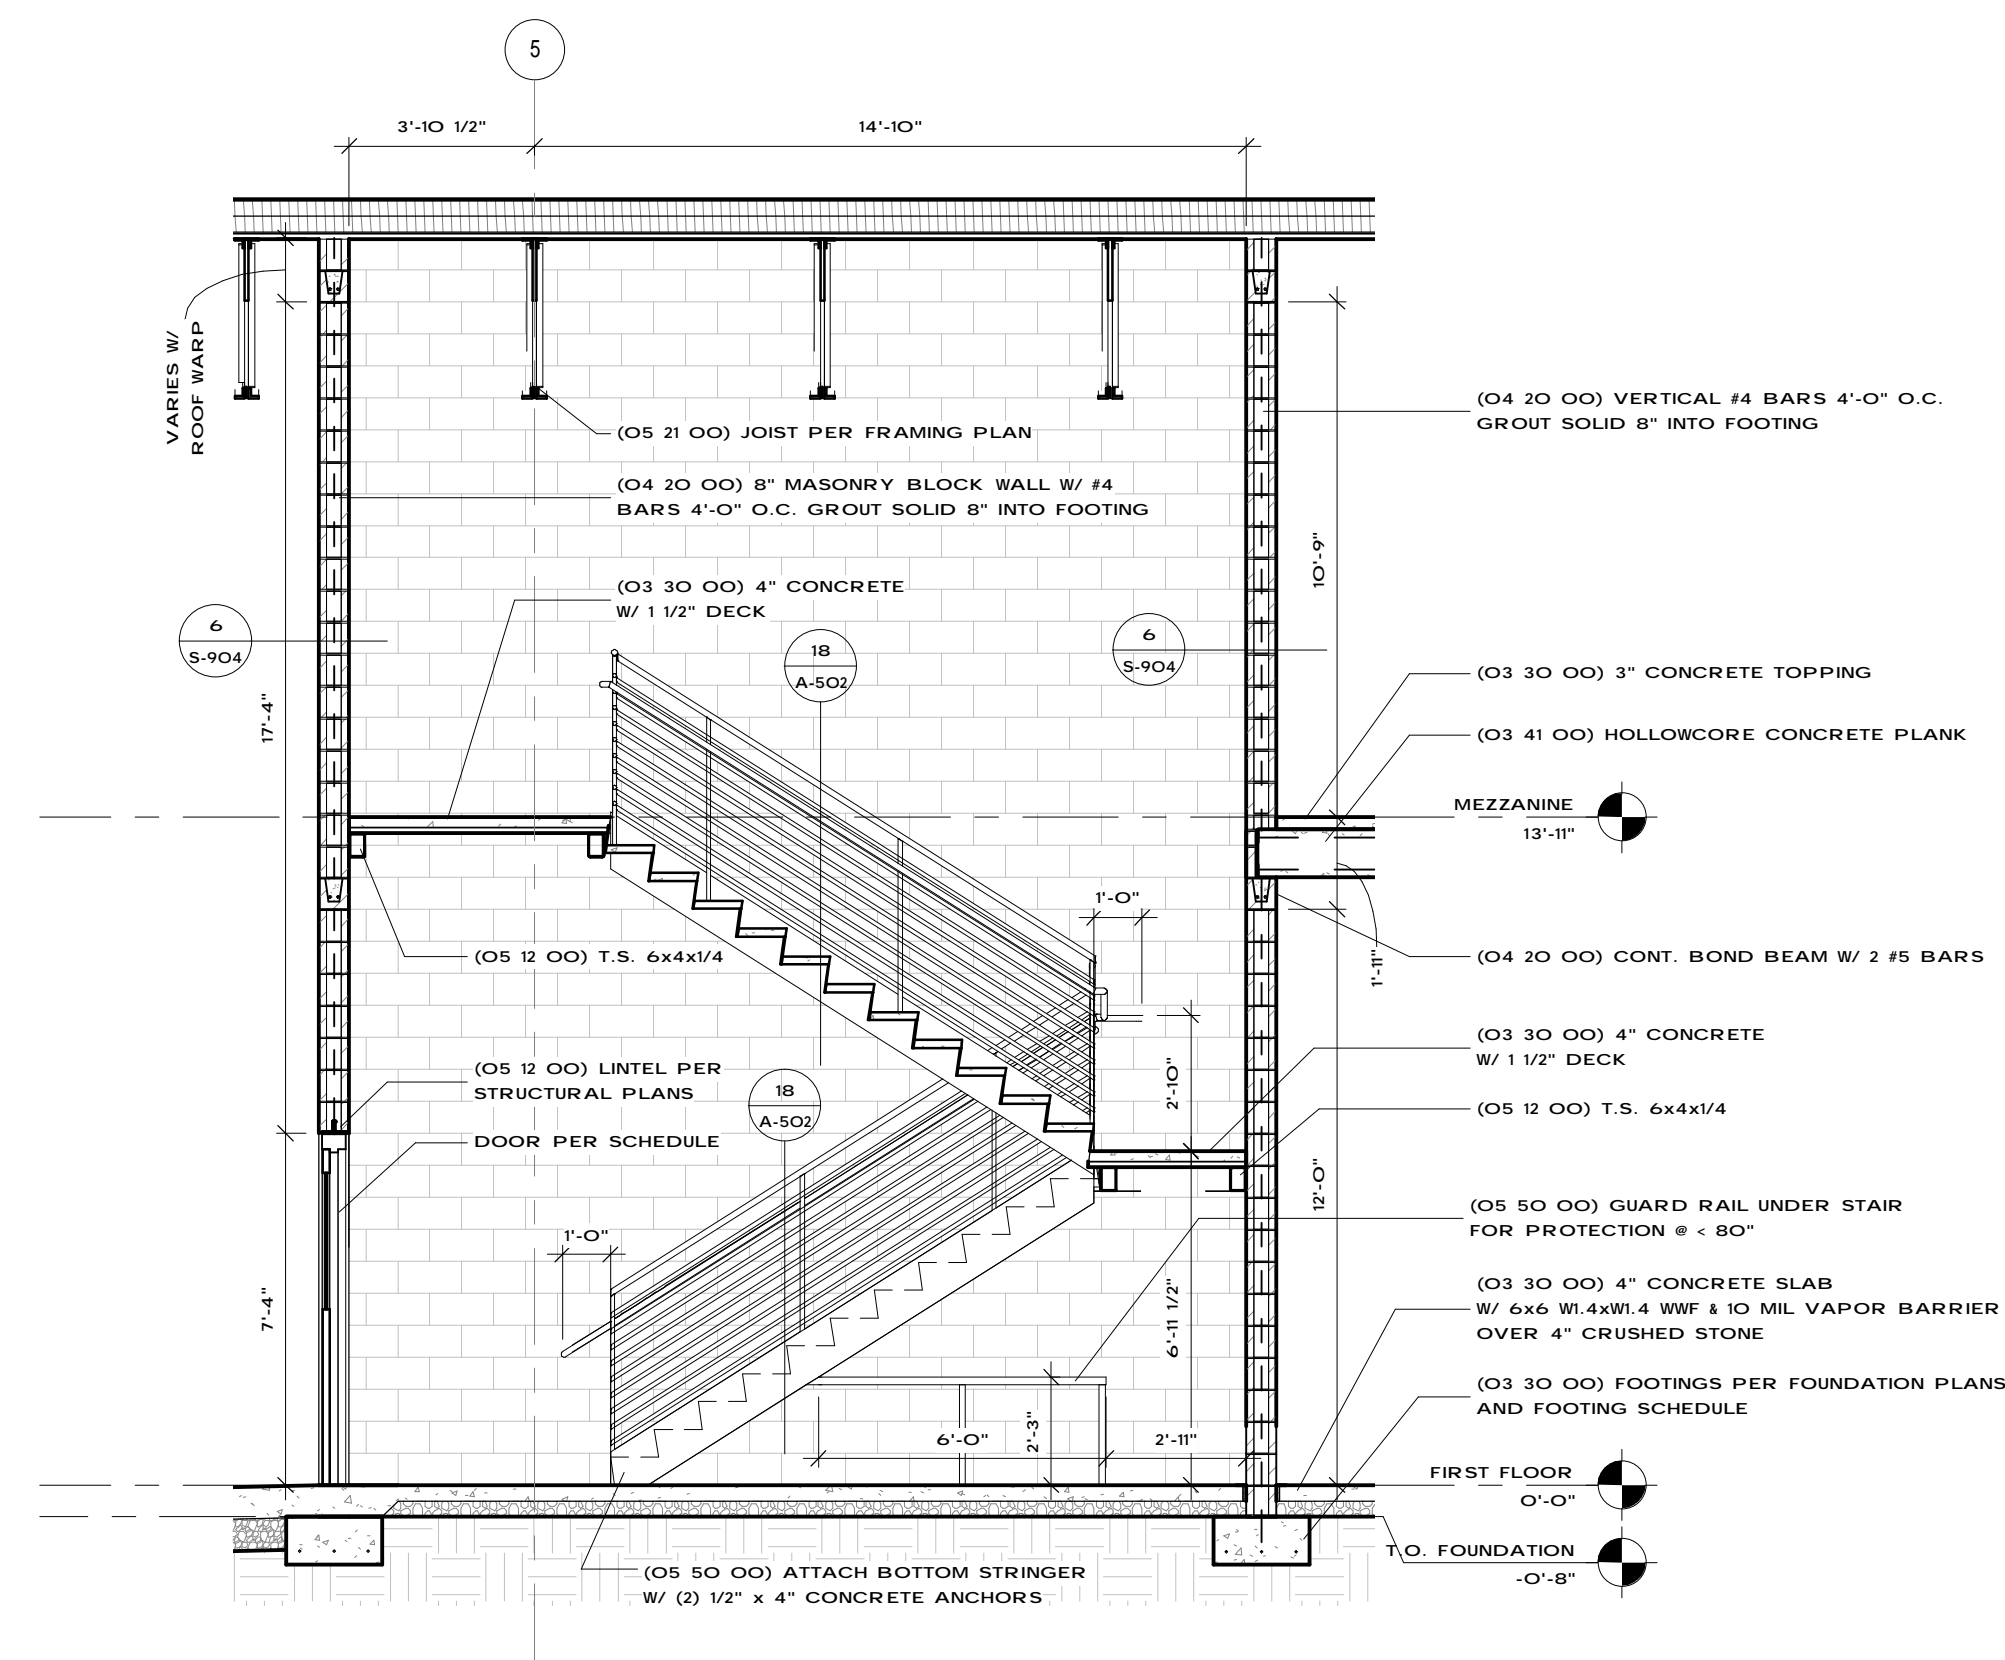 5
3'-10 1/2"
14'-10"
VARIES W/
ROOF WARP
(05 21 00) JOIST PER FRAMING PLAN
(04 20 00) 8" MASONRY BLOCK WALL W/ #4
BARS 4'-0" O.C. GROUT SOLID 8" INTO FOOTING
(04 20 00) VERTICAL #4 BARS 4'-0" O.C.
GROUT SOLID 8" INTO FOOTING
10'-9"
(03 30 00) 4" CONCRETE
W/ 1 1/2" DECK
6
S-904
18
A-502
6
S-904
17'-4"
(03 30 00) 3" CONCRETE TOPPING
(03 41 00) HOLLOWCORE CONCRETE PLANK
MEZZANINE
13'-11"
1'-0"
(05 12 00) T.S. 6x4x1/4
1'-11"
(04 20 00) CONT. BOND BEAM W/ 2 #5 BARS
(03 30 00) 4" CONCRETE
W/ 1 1/2" DECK
2'-10"
(05 12 00) LINTEL PER
STRUCTURAL PLANS
18
A-502
(05 12 00) T.S. 6x4x1/4
DOOR PER SCHEDULE
12'-0"
(05 50 00) GUARD RAIL UNDER STAIR
FOR PROTECTION @ < 80"
1'-0"
7'-4"
6'-11 1/2"
(03 30 00) 4" CONCRETE SLAB
W/ 6x6 W1.4xW1.4 WWF & 10 MIL VAPOR BARRIER
OVER 4" CRUSHED STONE
(03 30 00) FOOTINGS PER FOUNDATION PLANS
AND FOOTING SCHEDULE
6'-0"
2'-3"
2'-11"
FIRST FLOOR
0'-0"
T.O. FOUNDATION
-0'-8"
(05 50 00) ATTACH BOTTOM STRINGER
W/ (2) 1/2" x 4" CONCRETE ANCHORS